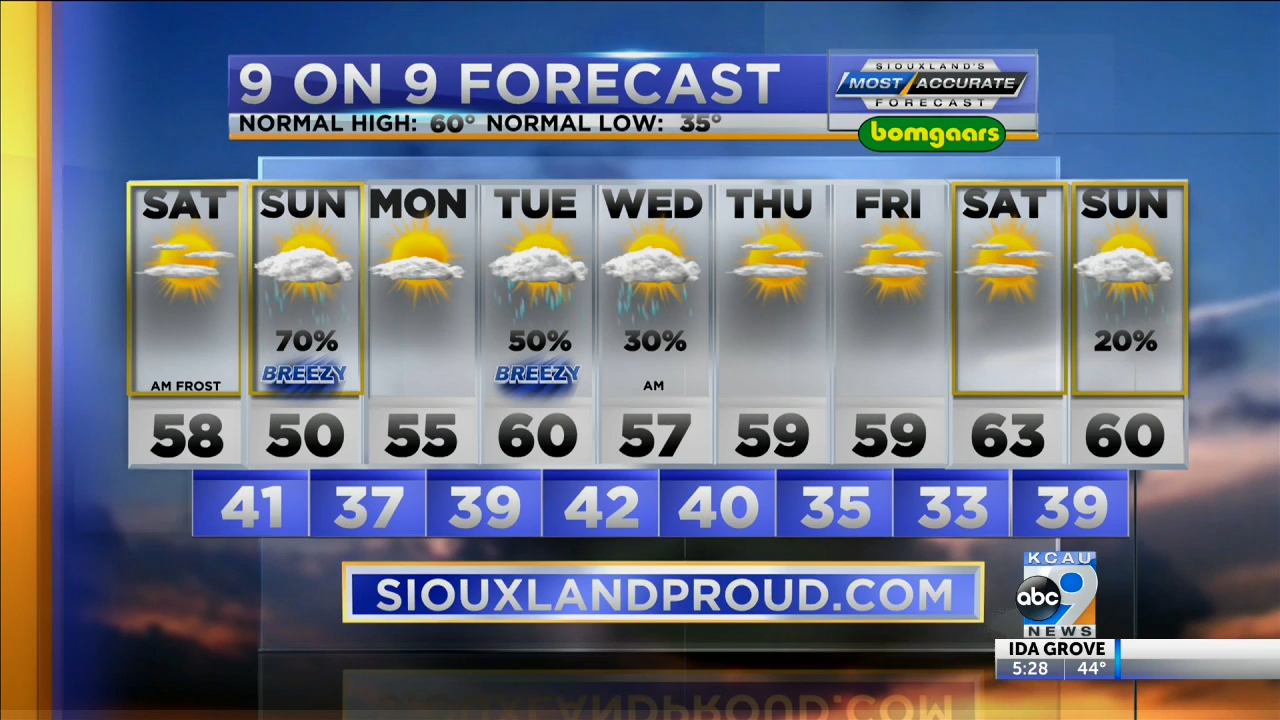 9 ON 9 FORECAST
NORMAL HIGH: 60° NORMAL LOW: 35°
SIOUXLAND'S
MOST ACCURATE
FORECAST
bomgaars
SAT SUN MON TUE WED THU FRI SAT SUN
70% 50% 30% 20%
BREEZY BREEZY
AM FROST AM
58 50 55 60 57 59 59 63 60
41 37 39 42 40 35 33 39
SIOUXLANDPROUD.COM
KCAU
abc 9
NEWS
IDA GROVE
5:28 44°
SIOUXLANDPROUD.COM